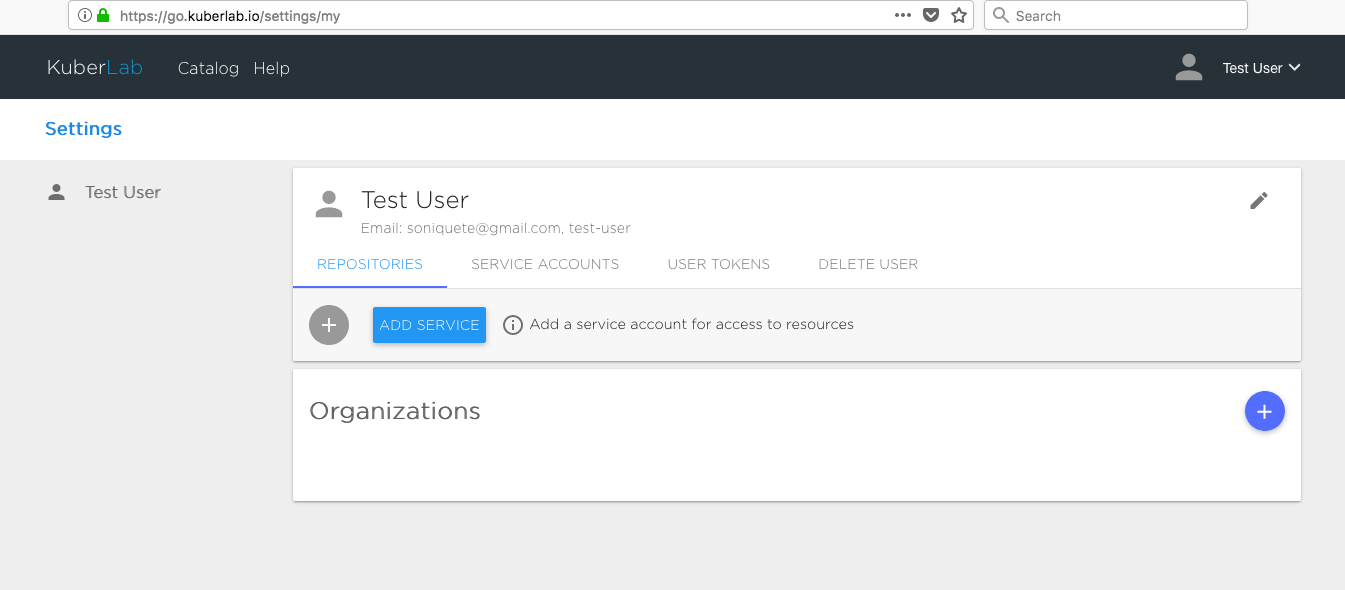 https://go.kuberlab.io/settings/my
Search
KuberLab Catalog Help Test User
Settings
Test User
Test User
Email: soniquete@gmail.com, test-user
REPOSITORIES SERVICE ACCOUNTS USER TOKENS DELETE USER
ADD SERVICE Add a service account for access to resources
Organizations